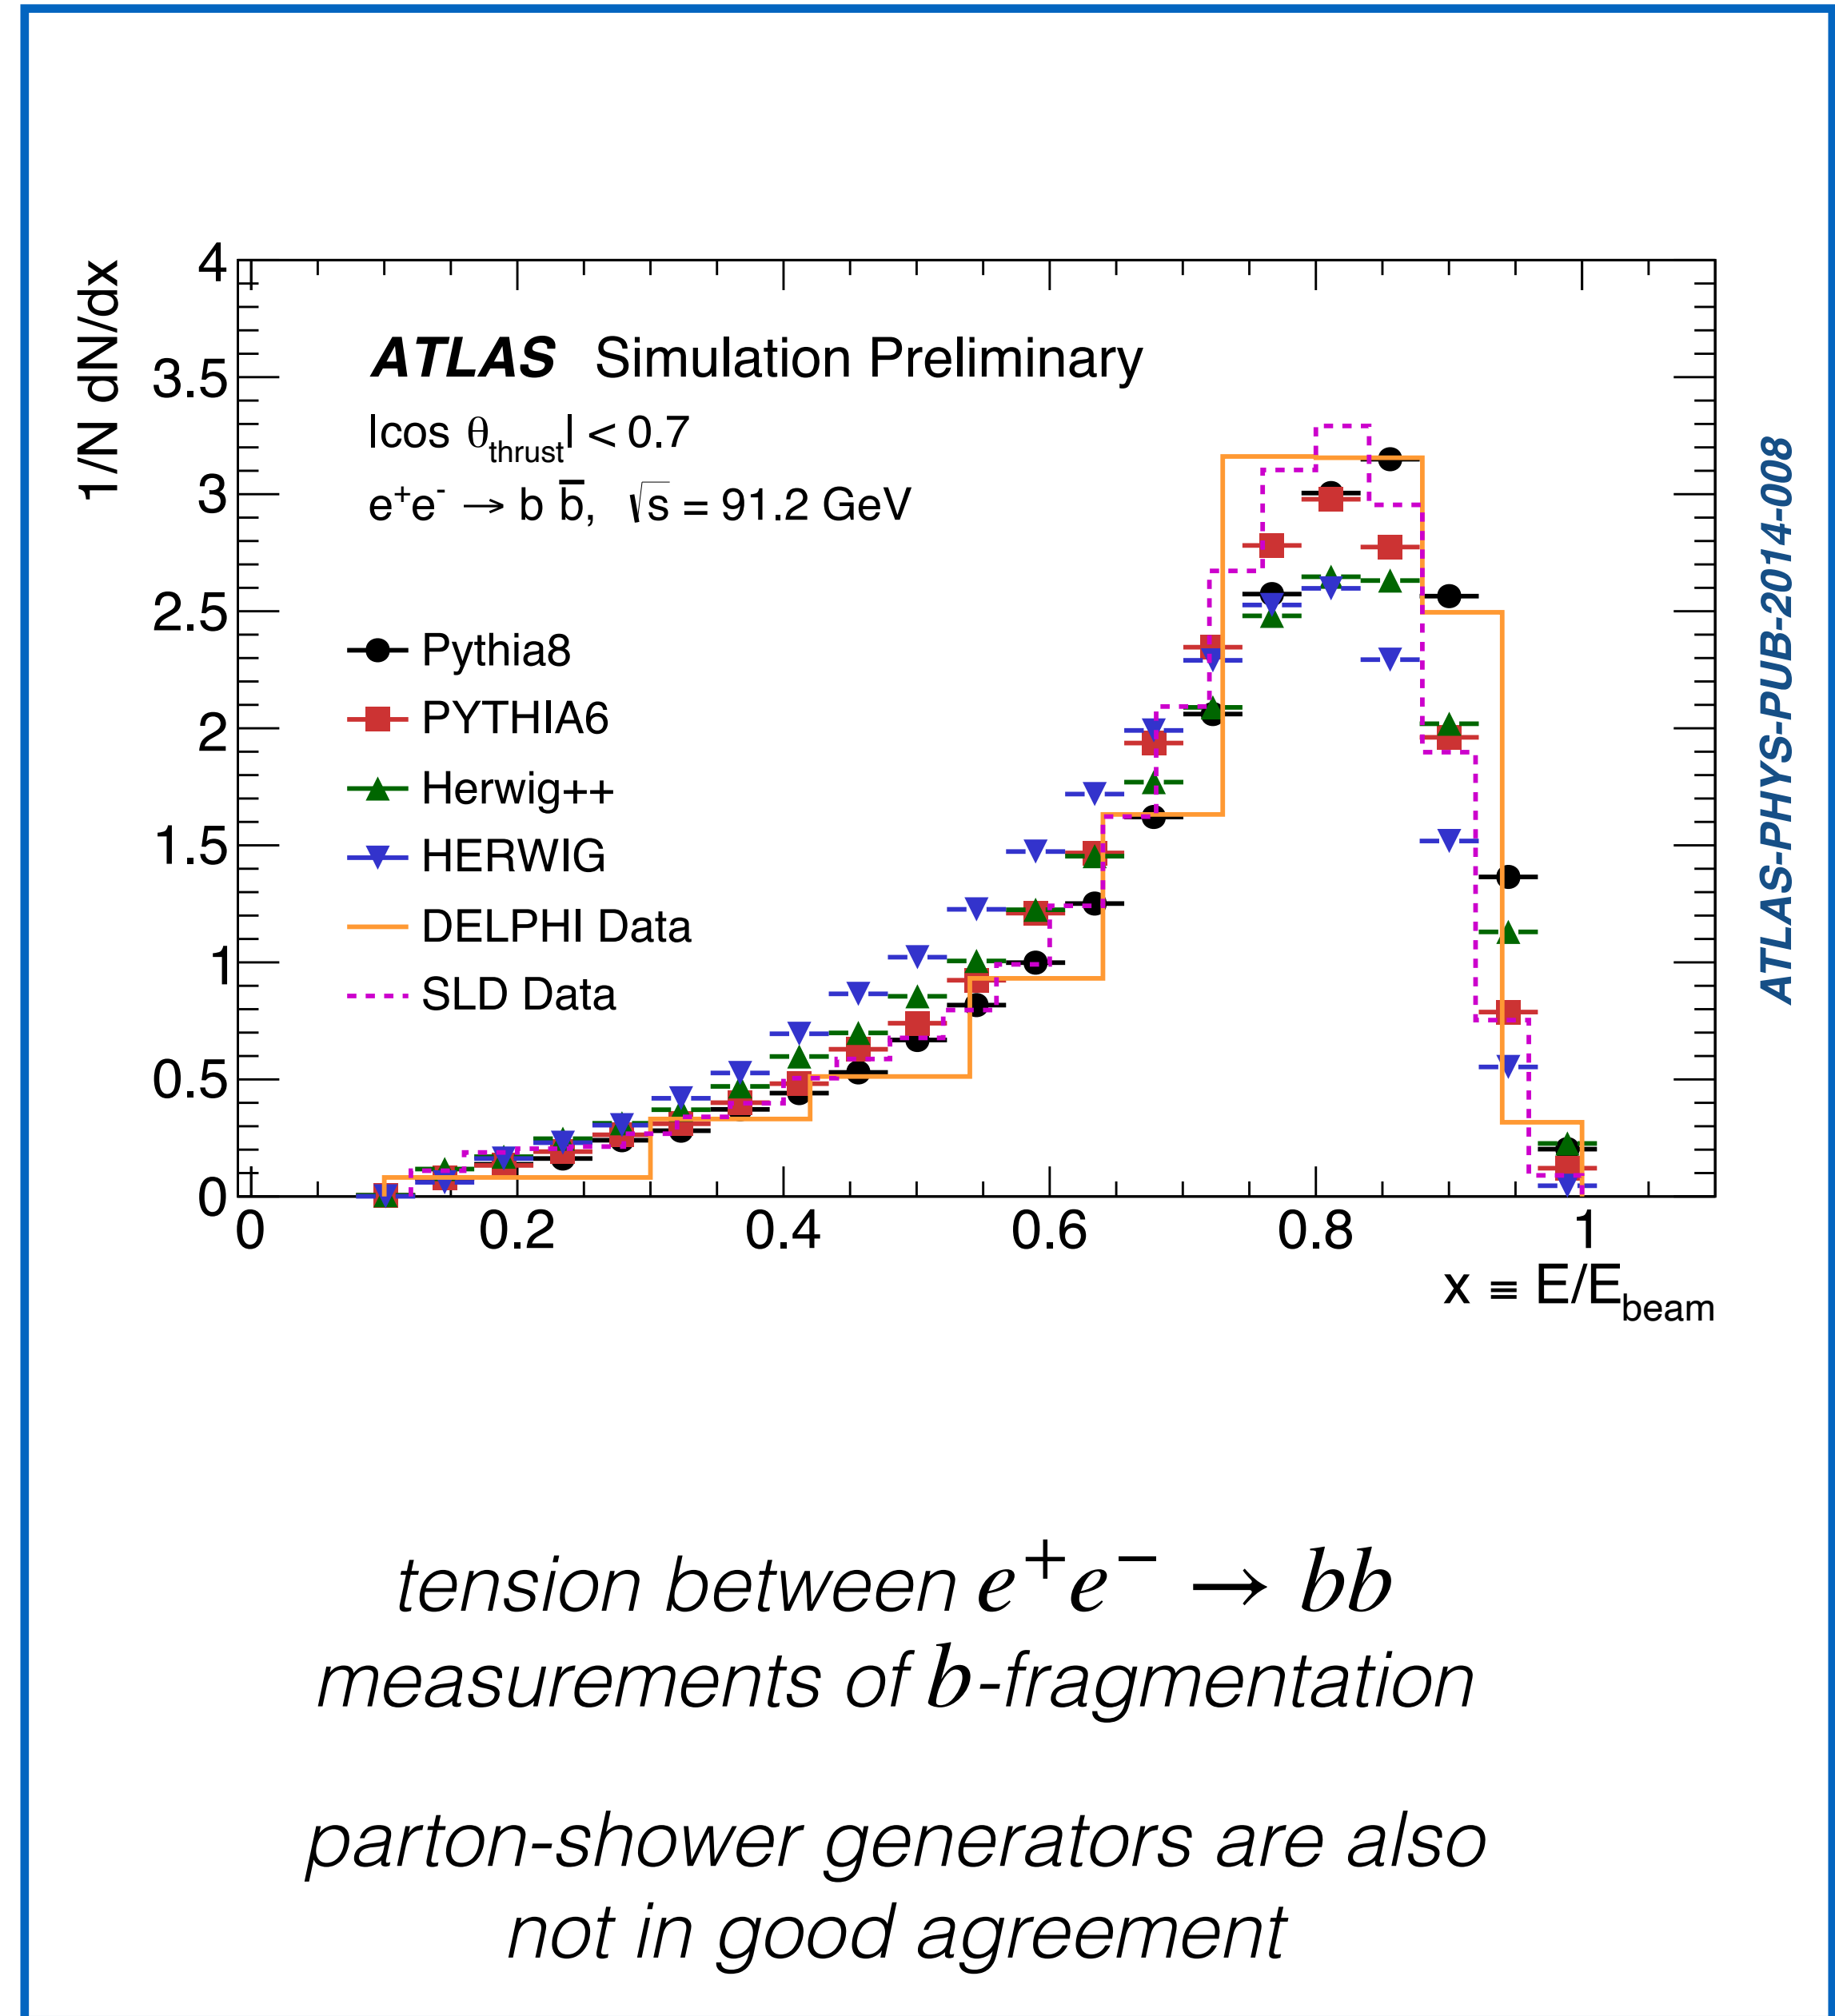 1/N dN/dx
4
3.5
3
2.5
2
1.5
1
0.5
0
ATLAS Simulation Preliminary
|cos θthrust| < 0.7
e⁺e⁻ → b b̅, √s = 91.2 GeV
Pythia8
PYTHIA6
Herwig++
HERWIG
DELPHI Data
SLD Data
0 0.2 0.4 0.6 0.8 1
x ≡ E/Ebeam
ATLAS-PHYS-PUB-2014-008
tension between e⁺e⁻ → bb
measurements of b-fragmentation
parton-shower generators are also
not in good agreement